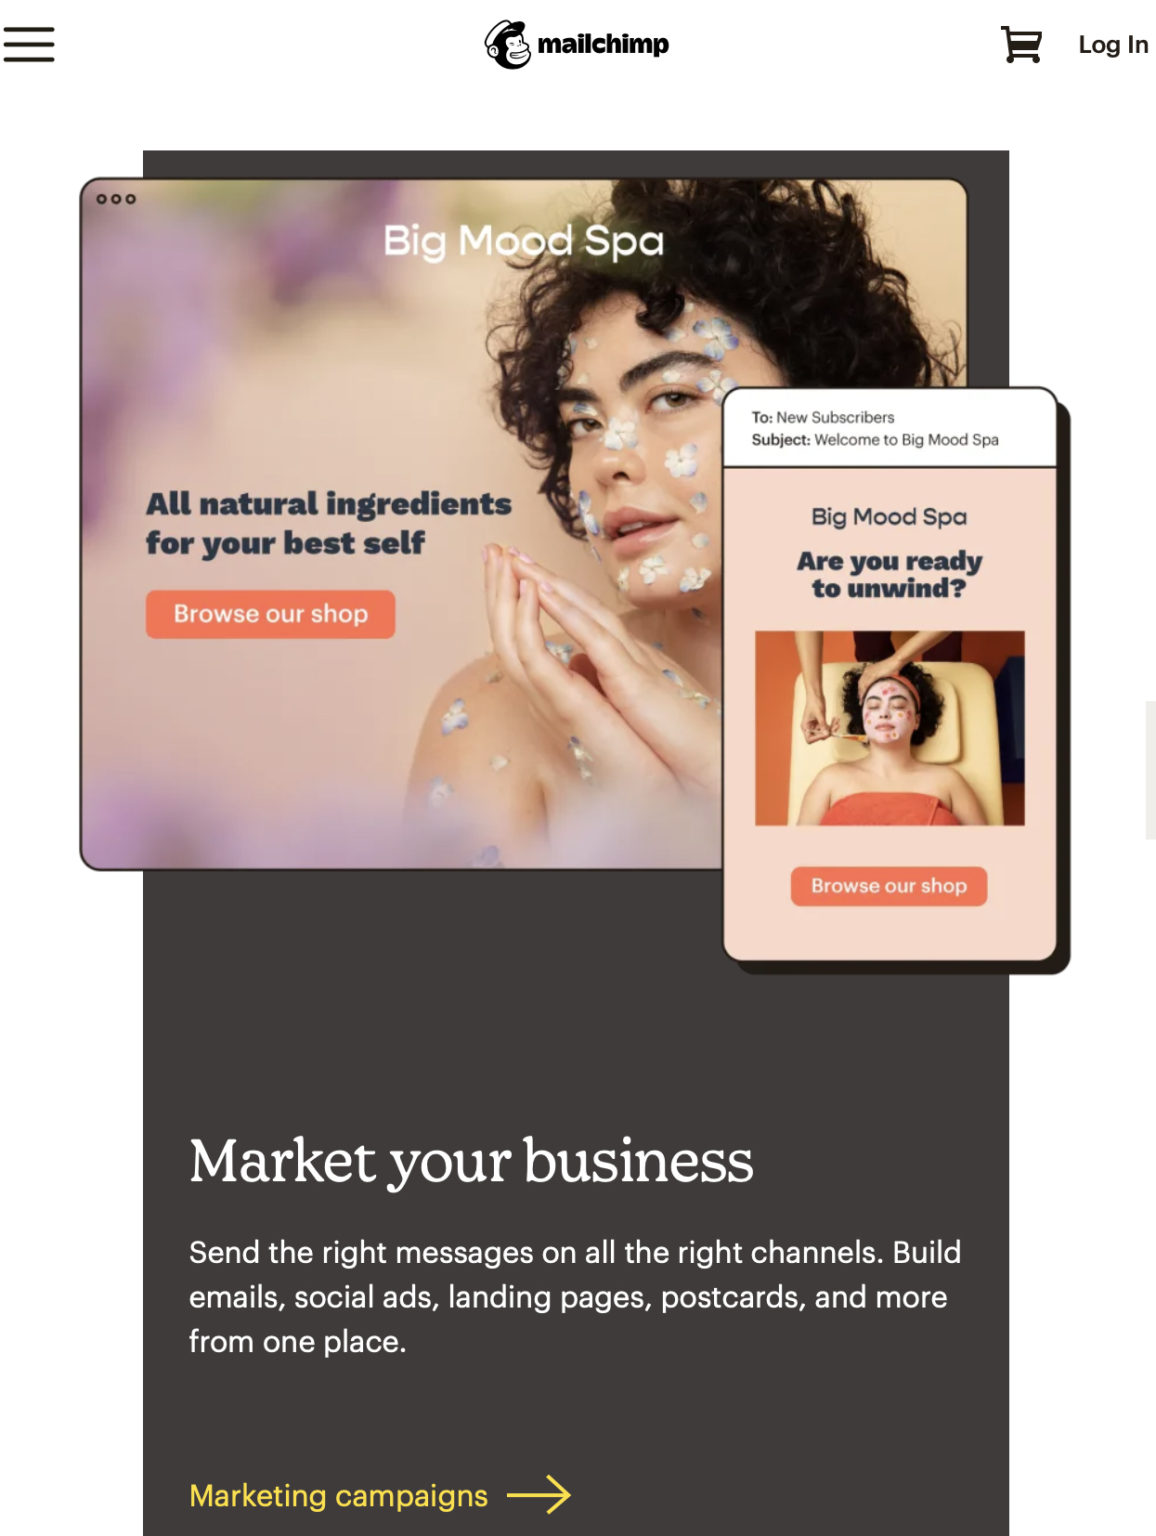 mailchimp
Log In
Big Mood Spa
All natural ingredients
for your best self
Browse our shop
To: New Subscribers
Subject: Welcome to Big Mood Spa
Big Mood Spa
Are you ready
to unwind?
Browse our shop
Market your business
Send the right messages on all the right channels. Build
emails, social ads, landing pages, postcards, and more
from one place.
Marketing campaigns